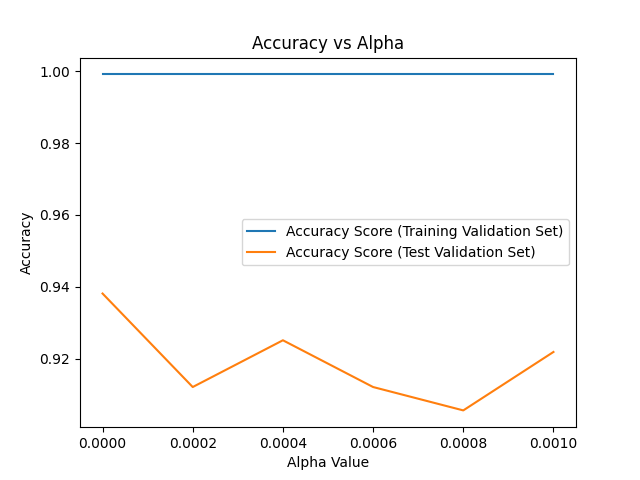 Accuracy vs Alpha
1.00
0.98
0.96
0.94
0.92
Accuracy
Accuracy Score (Training Validation Set)
Accuracy Score (Test Validation Set)
0.0000 0.0002 0.0004 0.0006 0.0008 0.0010
Alpha Value